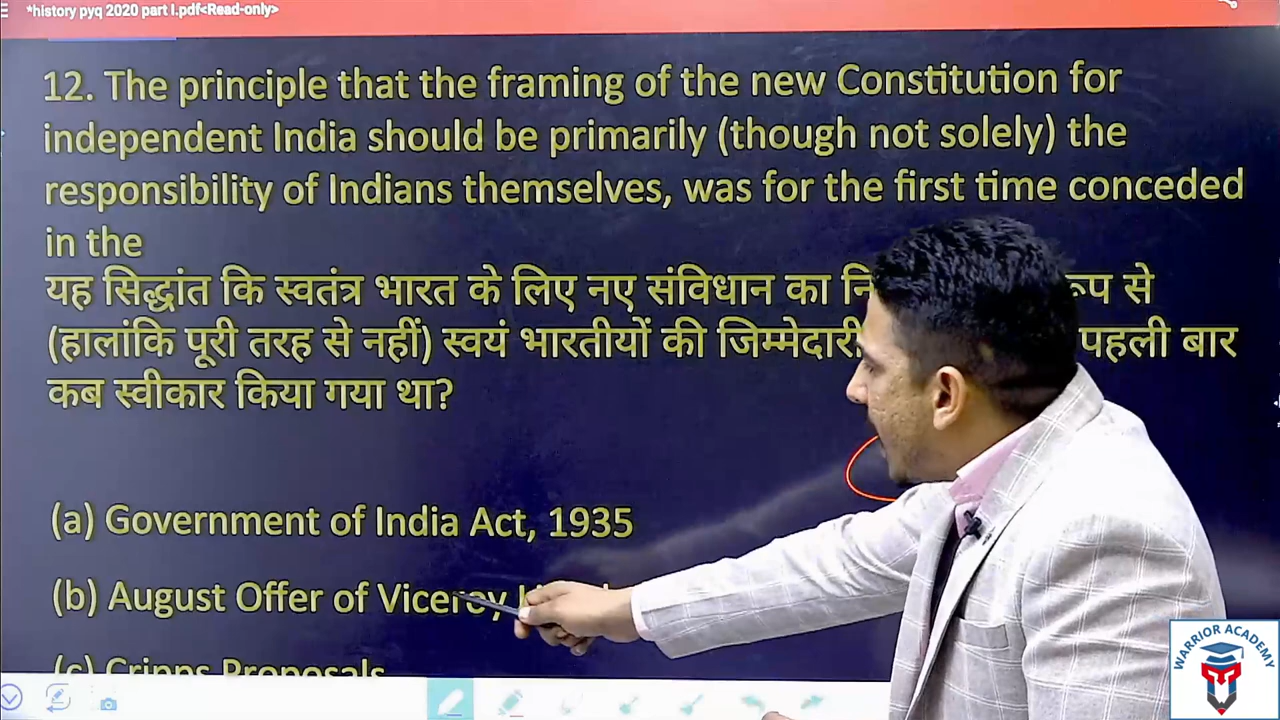 *history pyq 2020 part I.pdf<Read-only>
12. The principle that the framing of the new Constitution for
independent India should be primarily (though not solely) the
responsibility of Indians themselves, was for the first time conceded
in the
यह सिद्धांत कि स्वतंत्र भारत के लिए नए संविधान का रूप से
(हालांकि पूरी तरह से नहीं) स्वयं भारतीयों की जिम्मेदारी पहली बार
कब स्वीकार किया गया था?
(a) Government of India Act, 1935
(b) August Offer of Viceroy
(c) Cripps Proposals
WARRIOR ACADEMY